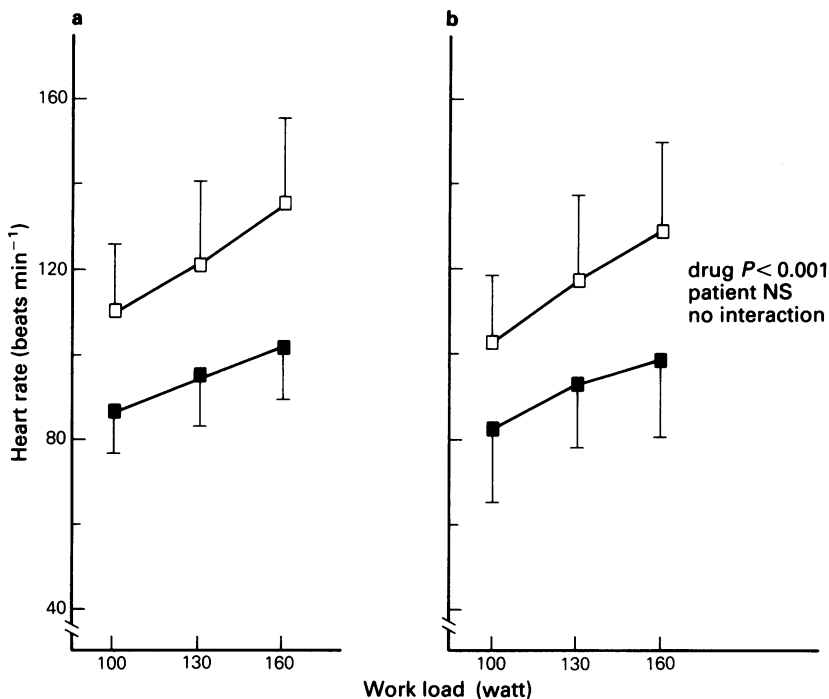 a
b
160
120
80
40
Heart rate (beats min⁻¹)
drug P< 0.001
patient NS
no interaction
100 130 160
100 130 160
Work load (watt)